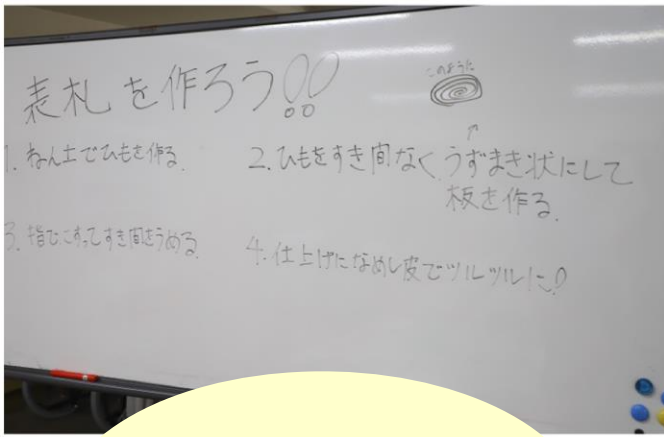 表札を作ろう!!
このように
1. ねん土でひもを作る.
2. ひもをすき間なくうずまき状にして
板を作る.
3. 指でこすってすき間をうめる
4. 仕上げになめし皮でツルツルに!